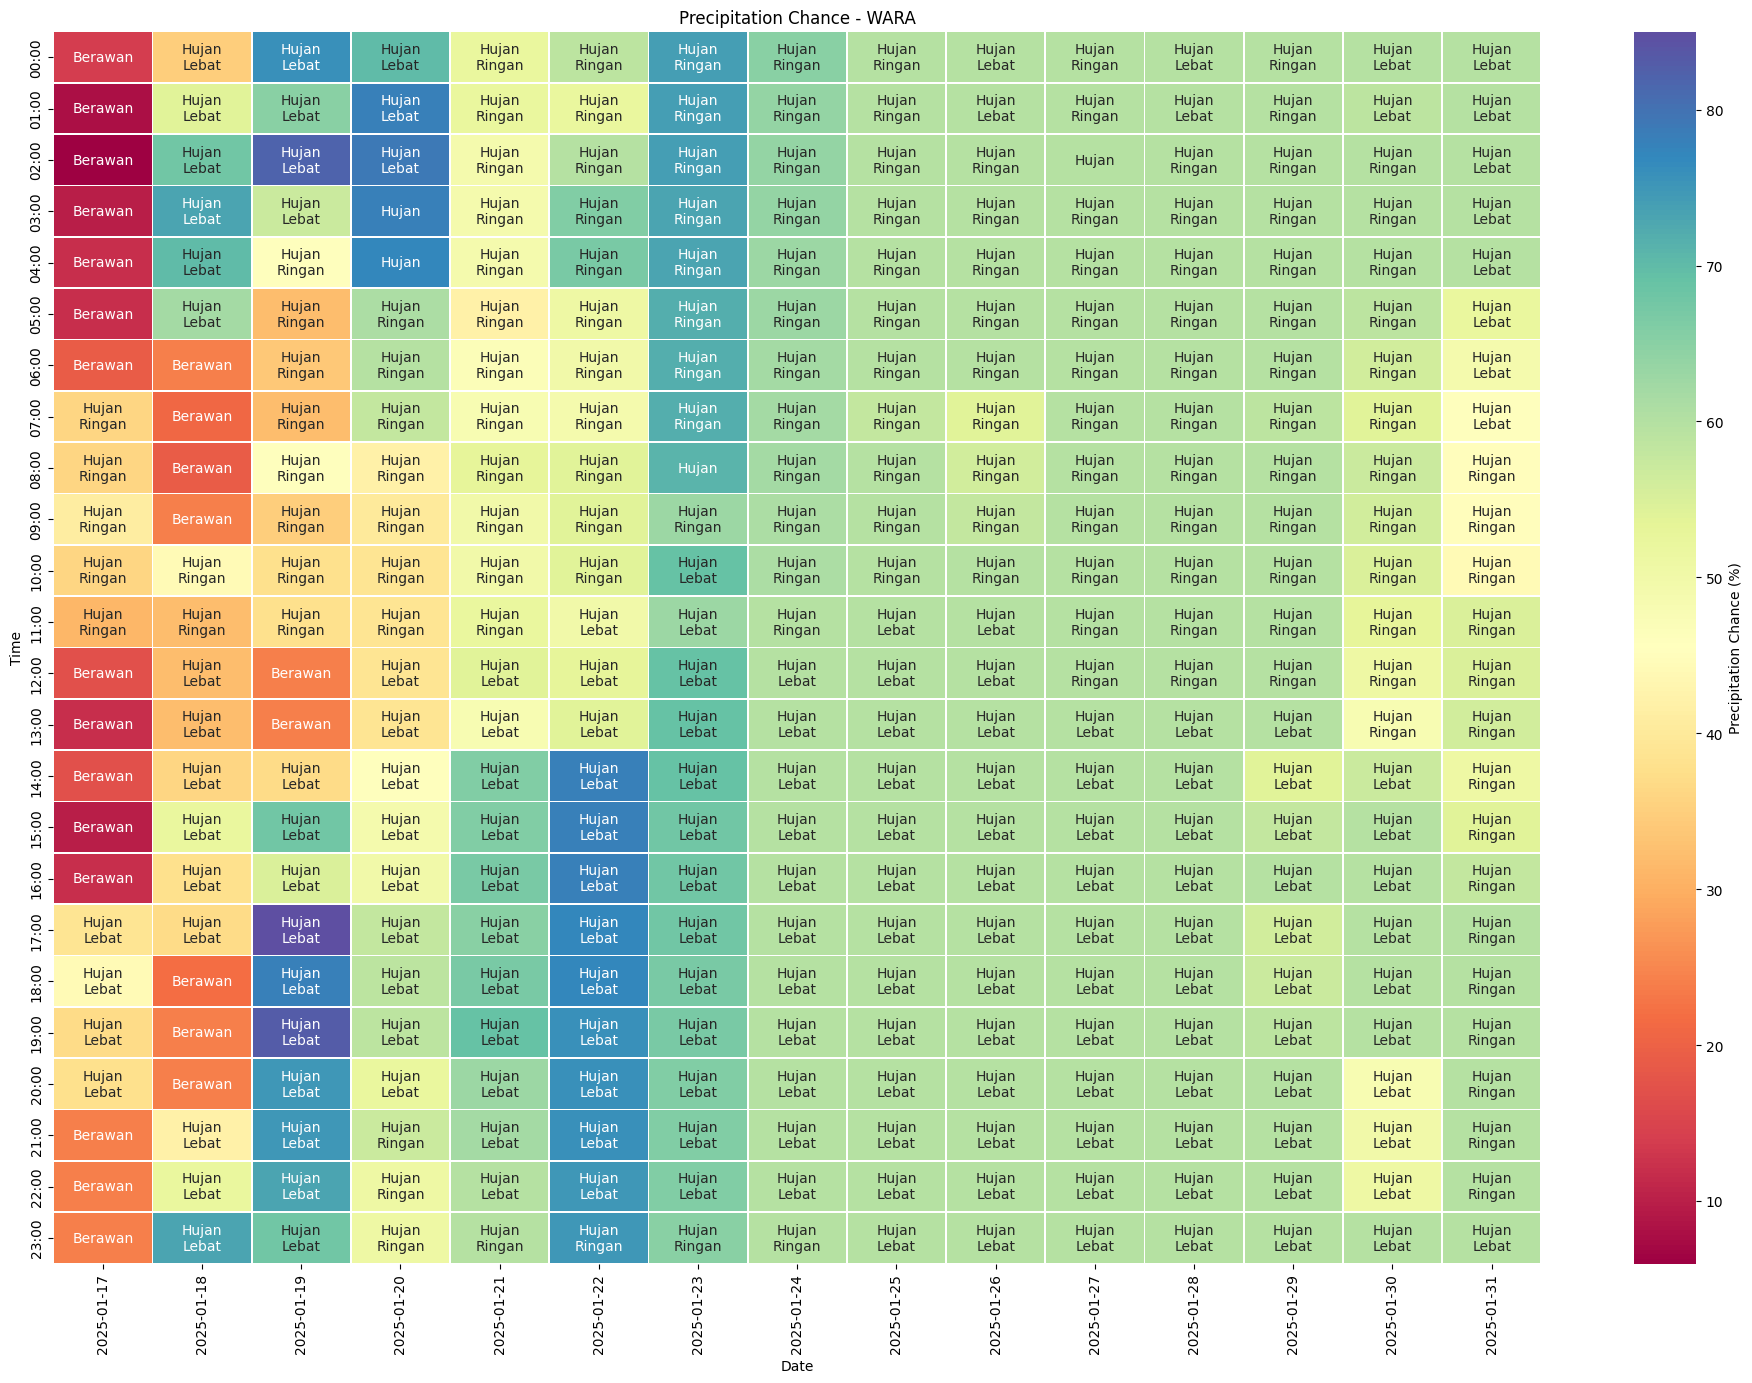 Precipitation Chance - WARA
00:00 Berawan Hujan Lebat Hujan Lebat Hujan Lebat Hujan Ringan Hujan Ringan Hujan Ringan Hujan Ringan Hujan Ringan Hujan Lebat Hujan Ringan Hujan Lebat Hujan Ringan Hujan Lebat Hujan Lebat
01:00 Berawan Hujan Lebat Hujan Lebat Hujan Lebat Hujan Ringan Hujan Ringan Hujan Ringan Hujan Ringan Hujan Ringan Hujan Lebat Hujan Ringan Hujan Lebat Hujan Ringan Hujan Lebat Hujan Lebat
02:00 Berawan Hujan Lebat Hujan Lebat Hujan Lebat Hujan Ringan Hujan Ringan Hujan Ringan Hujan Ringan Hujan Ringan Hujan Ringan Hujan Hujan Ringan Hujan Ringan Hujan Ringan Hujan Lebat
03:00 Berawan Hujan Lebat Hujan Lebat Hujan Hujan Ringan Hujan Ringan Hujan Ringan Hujan Ringan Hujan Ringan Hujan Ringan Hujan Ringan Hujan Ringan Hujan Ringan Hujan Ringan Hujan Lebat
04:00 Berawan Hujan Lebat Hujan Ringan Hujan Hujan Ringan Hujan Ringan Hujan Ringan Hujan Ringan Hujan Ringan Hujan Ringan Hujan Ringan Hujan Ringan Hujan Ringan Hujan Ringan Hujan Lebat
05:00 Berawan Hujan Lebat Hujan Ringan Hujan Ringan Hujan Ringan Hujan Ringan Hujan Ringan Hujan Ringan Hujan Ringan Hujan Ringan Hujan Ringan Hujan Ringan Hujan Ringan Hujan Ringan Hujan Lebat
06:00 Berawan Berawan Hujan Ringan Hujan Ringan Hujan Ringan Hujan Ringan Hujan Ringan Hujan Ringan Hujan Ringan Hujan Ringan Hujan Ringan Hujan Ringan Hujan Ringan Hujan Ringan Hujan Lebat
07:00 Hujan Ringan Berawan Hujan Ringan Hujan Ringan Hujan Ringan Hujan Ringan Hujan Ringan Hujan Ringan Hujan Ringan Hujan Ringan Hujan Ringan Hujan Ringan Hujan Ringan Hujan Ringan Hujan Lebat
08:00 Hujan Ringan Berawan Hujan Ringan Hujan Ringan Hujan Ringan Hujan Ringan Hujan Hujan Ringan Hujan Ringan Hujan Ringan Hujan Ringan Hujan Ringan Hujan Ringan Hujan Ringan Hujan Ringan
09:00 Hujan Ringan Berawan Hujan Ringan Hujan Ringan Hujan Ringan Hujan Ringan Hujan Ringan Hujan Ringan Hujan Ringan Hujan Ringan Hujan Ringan Hujan Ringan Hujan Ringan Hujan Ringan Hujan Ringan
10:00 Hujan Ringan Hujan Ringan Hujan Ringan Hujan Ringan Hujan Ringan Hujan Ringan Hujan Lebat Hujan Ringan Hujan Ringan Hujan Ringan Hujan Ringan Hujan Ringan Hujan Ringan Hujan Ringan Hujan Ringan
11:00 Hujan Ringan Hujan Ringan Hujan Ringan Hujan Ringan Hujan Ringan Hujan Lebat Hujan Lebat Hujan Ringan Hujan Lebat Hujan Lebat Hujan Ringan Hujan Ringan Hujan Ringan Hujan Ringan Hujan Ringan
12:00 Berawan Hujan Lebat Berawan Hujan Lebat Hujan Lebat Hujan Lebat Hujan Lebat Hujan Lebat Hujan Lebat Hujan Lebat Hujan Ringan Hujan Ringan Hujan Ringan Hujan Ringan Hujan Ringan
13:00 Berawan Hujan Lebat Berawan Hujan Lebat Hujan Lebat Hujan Lebat Hujan Lebat Hujan Lebat Hujan Lebat Hujan Lebat Hujan Lebat Hujan Lebat Hujan Lebat Hujan Ringan Hujan Ringan
14:00 Berawan Hujan Lebat Hujan Lebat Hujan Lebat Hujan Lebat Hujan Lebat Hujan Lebat Hujan Lebat Hujan Lebat Hujan Lebat Hujan Lebat Hujan Lebat Hujan Lebat Hujan Lebat Hujan Ringan
15:00 Berawan Hujan Lebat Hujan Lebat Hujan Lebat Hujan Lebat Hujan Lebat Hujan Lebat Hujan Lebat Hujan Lebat Hujan Lebat Hujan Lebat Hujan Lebat Hujan Lebat Hujan Lebat Hujan Ringan
16:00 Berawan Hujan Lebat Hujan Lebat Hujan Lebat Hujan Lebat Hujan Lebat Hujan Lebat Hujan Lebat Hujan Lebat Hujan Lebat Hujan Lebat Hujan Lebat Hujan Lebat Hujan Lebat Hujan Ringan
17:00 Hujan Lebat Hujan Lebat Hujan Lebat Hujan Lebat Hujan Lebat Hujan Lebat Hujan Lebat Hujan Lebat Hujan Lebat Hujan Lebat Hujan Lebat Hujan Lebat Hujan Lebat Hujan Lebat Hujan Ringan
18:00 Hujan Lebat Berawan Hujan Lebat Hujan Lebat Hujan Lebat Hujan Lebat Hujan Lebat Hujan Lebat Hujan Lebat Hujan Lebat Hujan Lebat Hujan Lebat Hujan Lebat Hujan Lebat Hujan Ringan
19:00 Hujan Lebat Berawan Hujan Lebat Hujan Lebat Hujan Lebat Hujan Lebat Hujan Lebat Hujan Lebat Hujan Lebat Hujan Lebat Hujan Lebat Hujan Lebat Hujan Lebat Hujan Lebat Hujan Ringan
20:00 Hujan Lebat Berawan Hujan Lebat Hujan Lebat Hujan Lebat Hujan Lebat Hujan Lebat Hujan Lebat Hujan Lebat Hujan Lebat Hujan Lebat Hujan Lebat Hujan Lebat Hujan Lebat Hujan Ringan
21:00 Berawan Hujan Lebat Hujan Lebat Hujan Ringan Hujan Lebat Hujan Lebat Hujan Lebat Hujan Lebat Hujan Lebat Hujan Lebat Hujan Lebat Hujan Lebat Hujan Lebat Hujan Lebat Hujan Ringan
22:00 Berawan Hujan Lebat Hujan Lebat Hujan Ringan Hujan Lebat Hujan Lebat Hujan Lebat Hujan Lebat Hujan Lebat Hujan Lebat Hujan Lebat Hujan Lebat Hujan Lebat Hujan Lebat Hujan Ringan
23:00 Berawan Hujan Lebat Hujan Lebat Hujan Ringan Hujan Ringan Hujan Ringan Hujan Ringan Hujan Ringan Hujan Lebat Hujan Lebat Hujan Lebat Hujan Lebat Hujan Lebat Hujan Lebat Hujan Lebat
Time
2025-01-17 2025-01-18 2025-01-19 2025-01-20 2025-01-21 2025-01-22 2025-01-23 2025-01-24 2025-01-25 2025-01-26 2025-01-27 2025-01-28 2025-01-29 2025-01-30 2025-01-31
Date
80
70
60
50
40
30
20
10
Precipitation Chance (%)